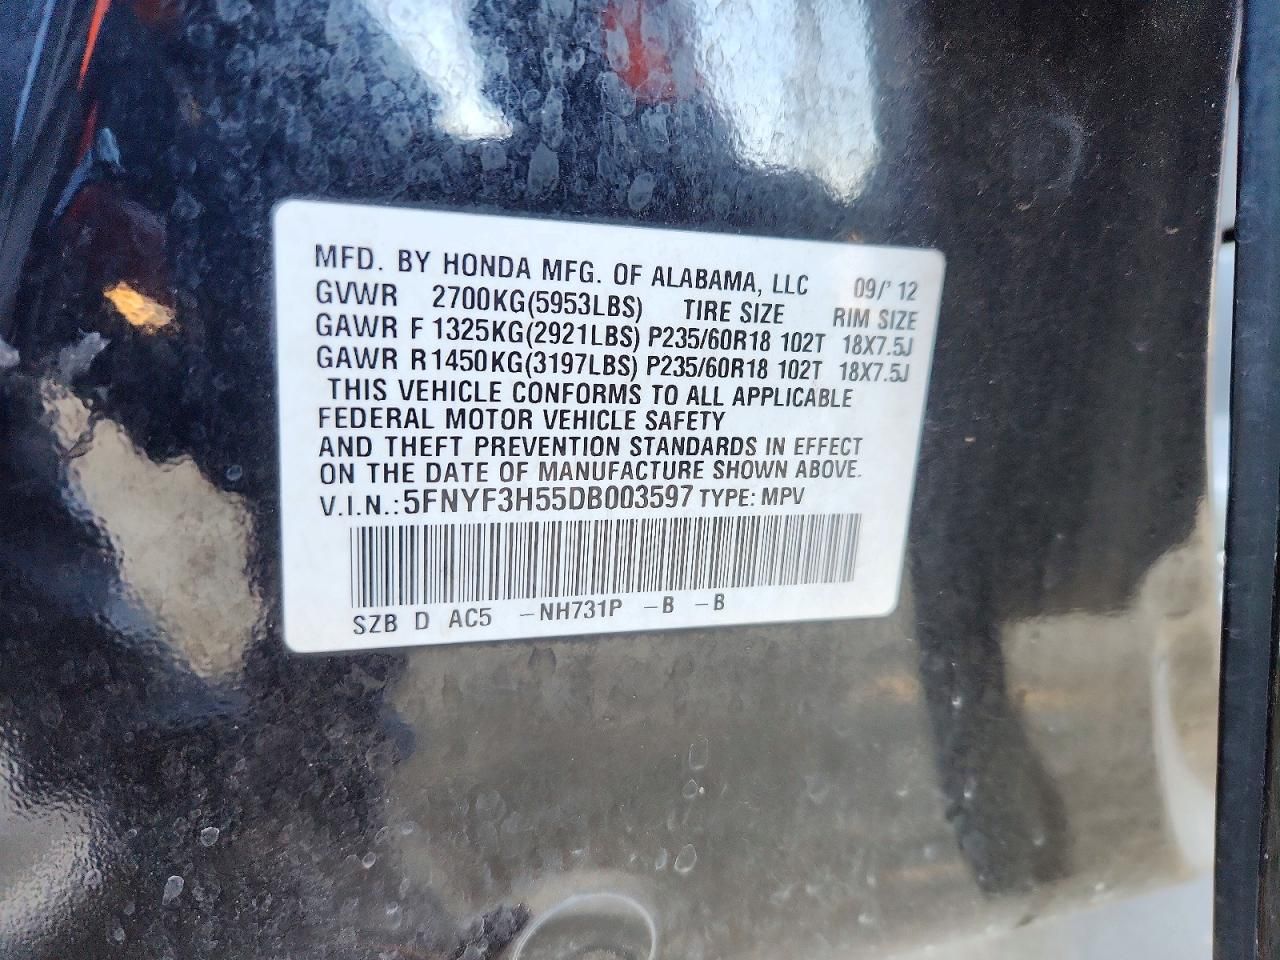 MFD. BY HONDA MFG. OF ALABAMA, LLC 09/' 12
GVWR 2700KG(5953LBS) TIRE SIZE RIM SIZE
GAWR F 1325KG(2921LBS) P235/60R18 102T 18X7.5J
GAWR R 1450KG(3197LBS) P235/60R18 102T 18X7.5J
THIS VEHICLE CONFORMS TO ALL APPLICABLE
FEDERAL MOTOR VEHICLE SAFETY
AND THEFT PREVENTION STANDARDS IN EFFECT
ON THE DATE OF MANUFACTURE SHOWN ABOVE.
V.I.N.: 5FNYF3H55DB003597 TYPE: MPV
SZB D AC5 -NH731P -B -B